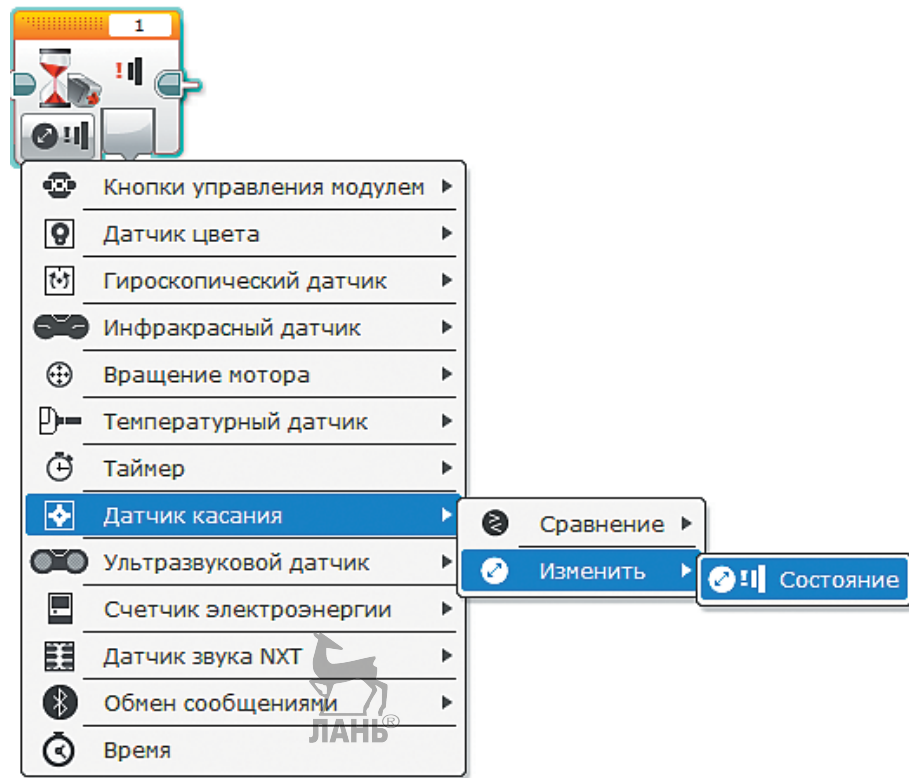 1
Кнопки управления модулем
Датчик цвета
Гироскопический датчик
Инфракрасный датчик
Вращение мотора
Температурный датчик
Таймер
Датчик касания
Сравнение
Изменить
Состояние
Ультразвуковой датчик
Счетчик электроэнергии
Датчик звука NXT
Обмен сообщениями
ЛАНЬ®
Время